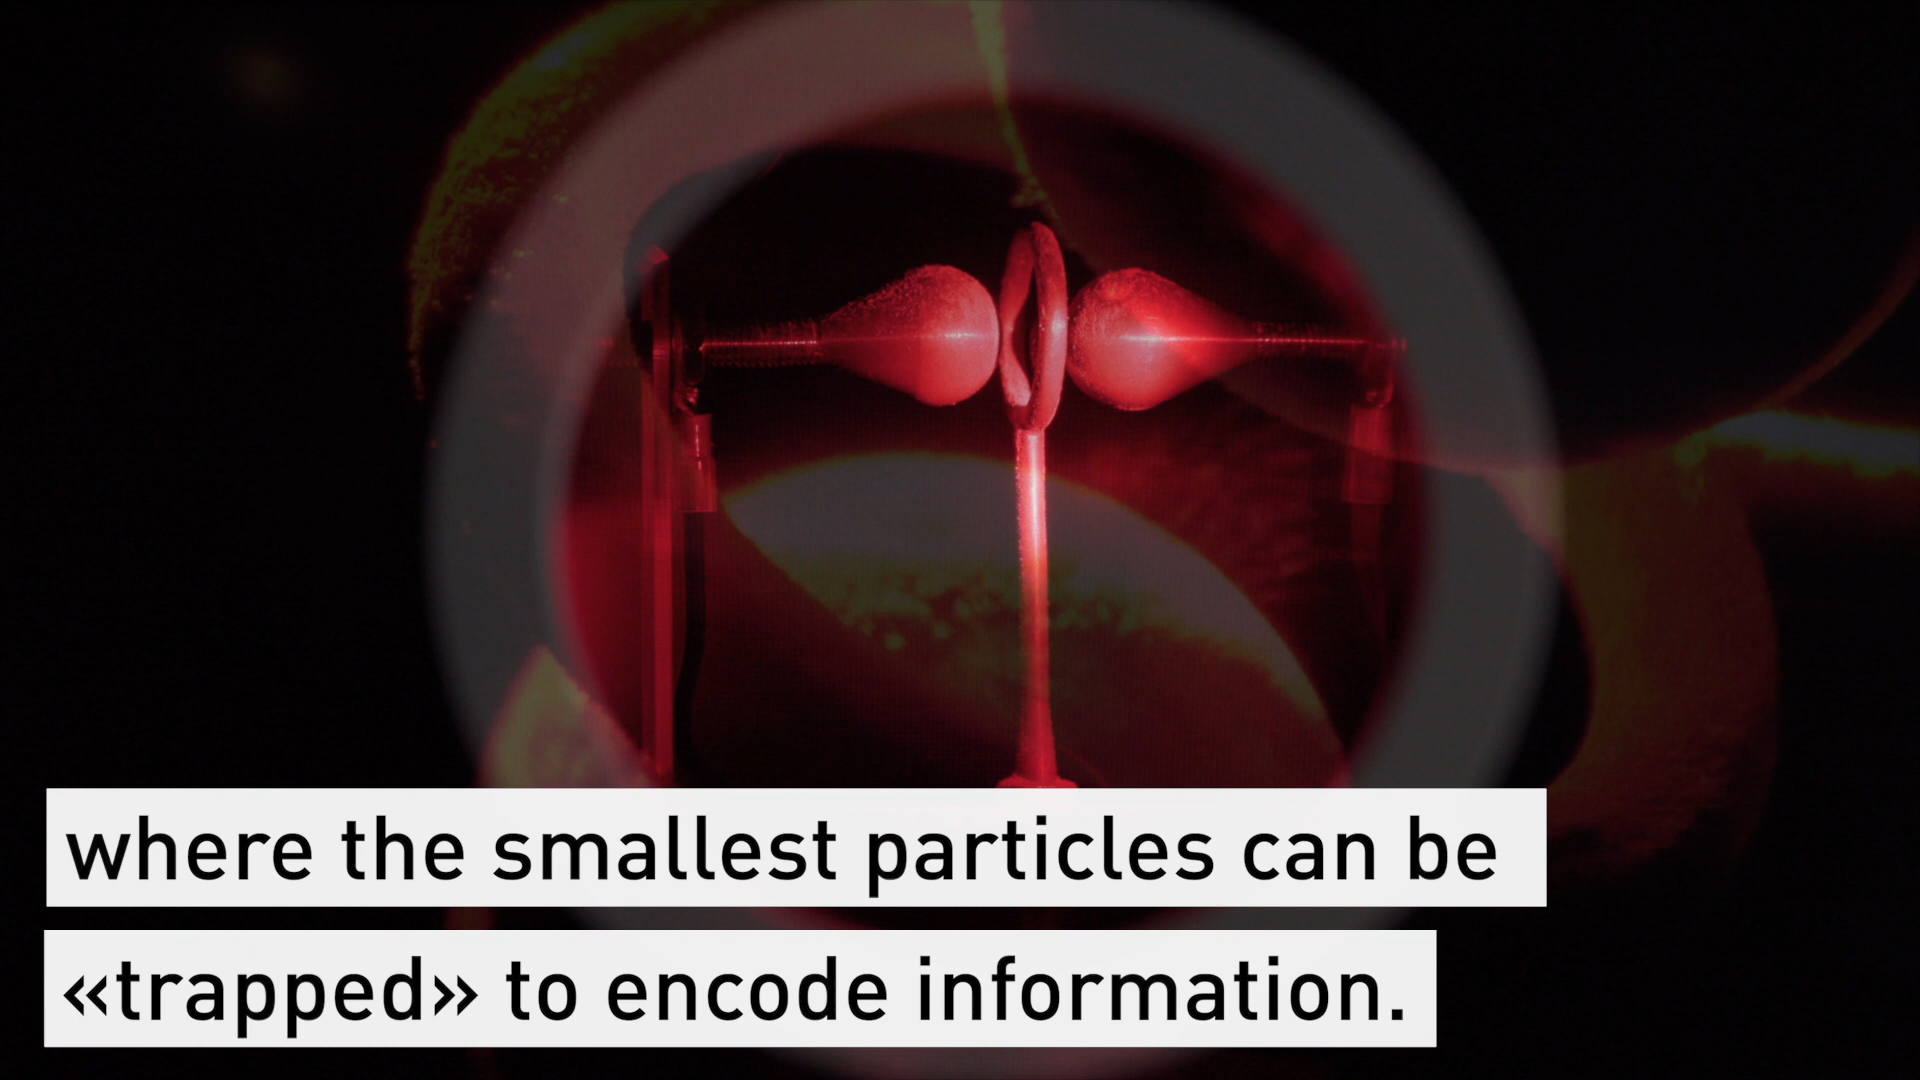 where the smallest particles can be
«trapped» to encode information.